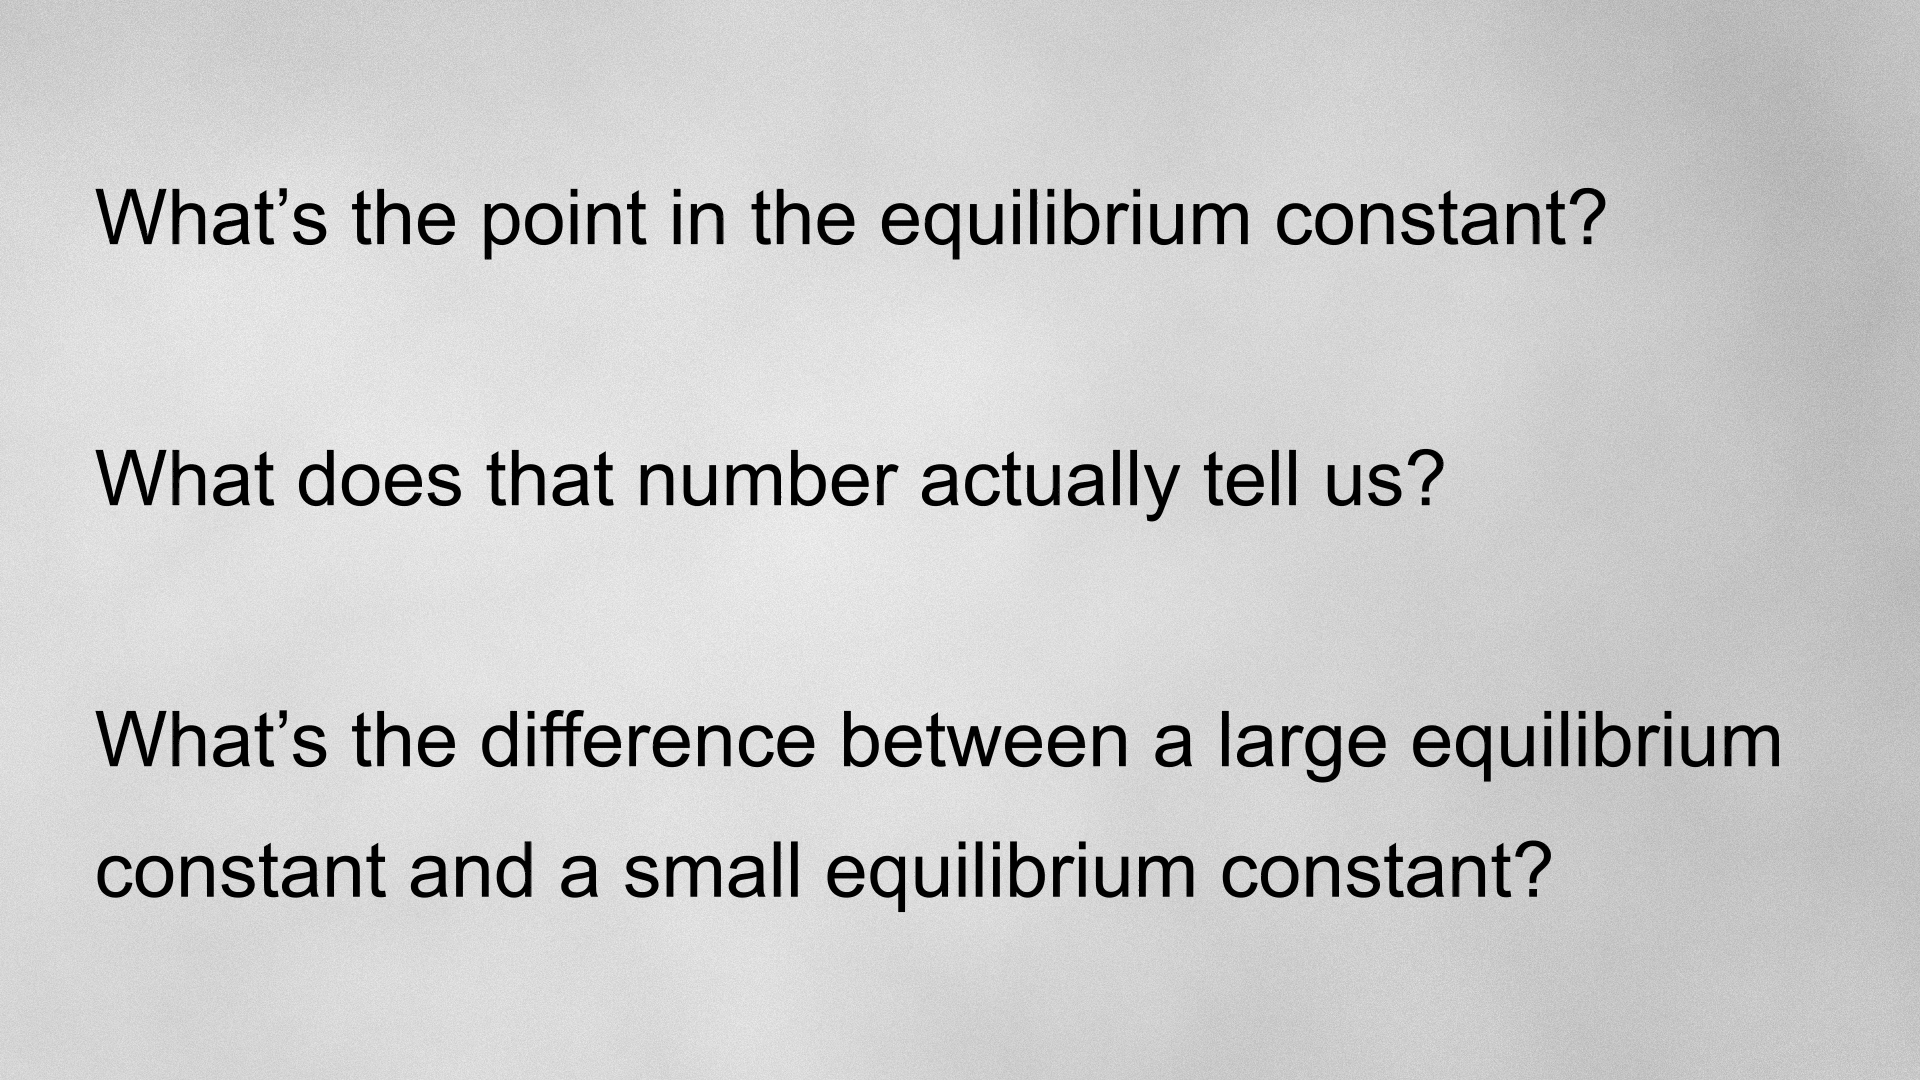 What’s the point in the equilibrium constant?
What does that number actually tell us?
What’s the difference between a large equilibrium
constant and a small equilibrium constant?